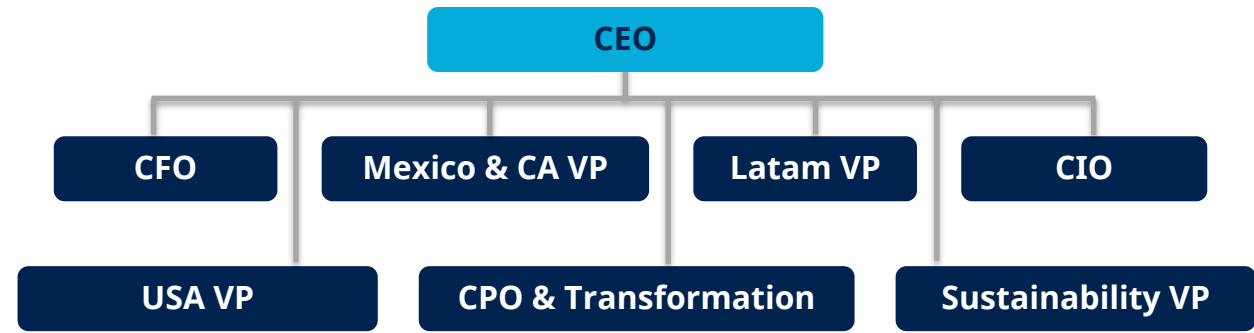 CEO
CFO
Mexico & CA VP
Latam VP
CIO
USA VP
CPO & Transformation
Sustainability VP